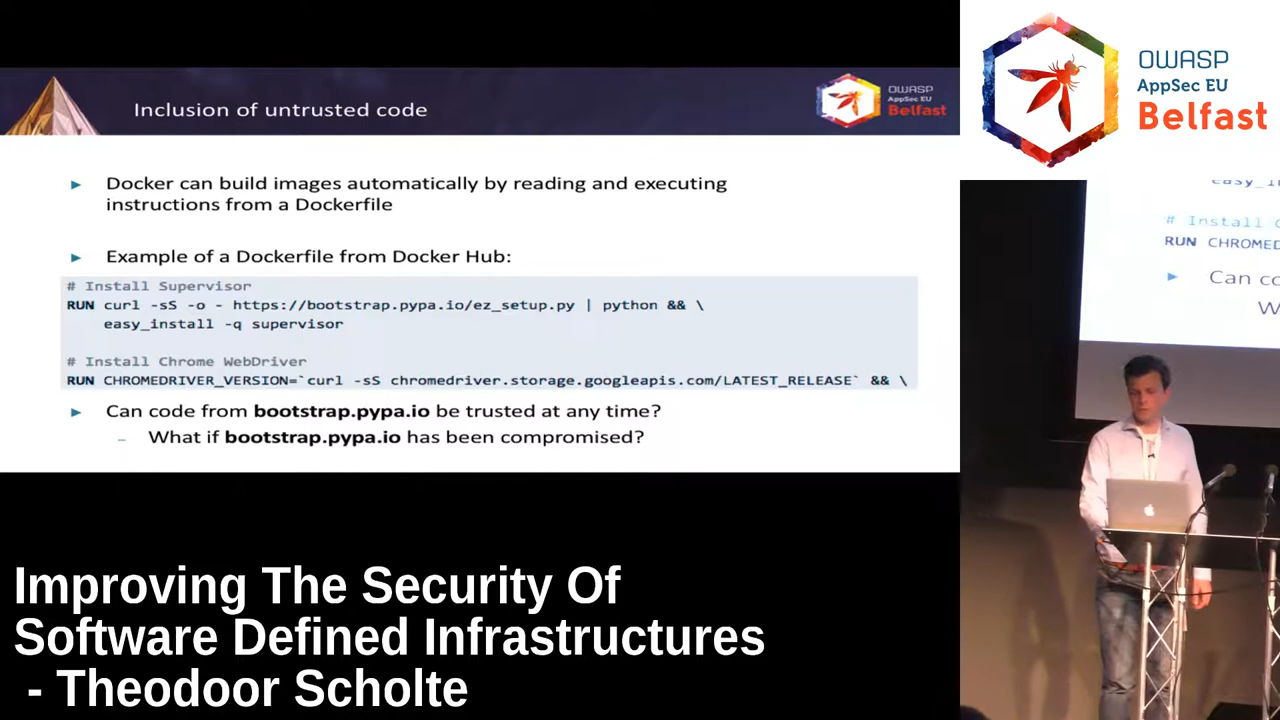 Inclusion of untrusted code
OWASP
AppSec EU
Belfast
Docker can build images automatically by reading and executing
instructions from a Dockerfile
Example of a Dockerfile from Docker Hub:
# Install Supervisor
RUN curl -sS -o - https://bootstrap.pypa.io/ez_setup.py | python && \
easy_install -q supervisor
# Install Chrome WebDriver
RUN CHROMEDRIVER_VERSION=`curl -sS chromedriver.storage.googleapis.com/LATEST_RELEASE` && \
Can code from bootstrap.pypa.io be trusted at any time?
What if bootstrap.pypa.io has been compromised?
Improving The Security Of
Software Defined Infrastructures
- Theodoor Scholte
OWASP
AppSec EU
Belfast
# Install
RUN CHROMED
Can